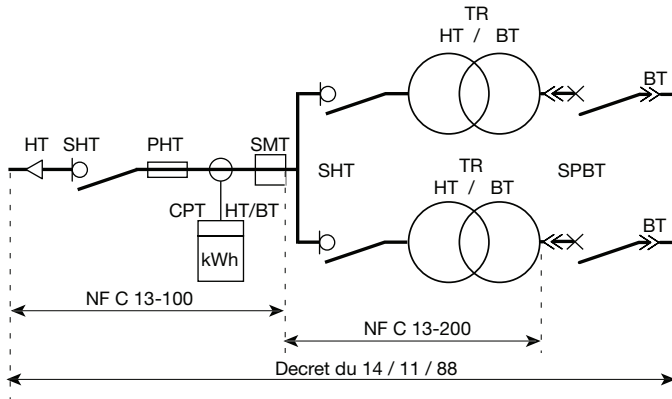 TR
HT / BT
BT
HT SHT PHT SMT
SHT
TR
HT / BT
SPBT
BT
CPT HT/BT
kWh
NF C 13-100
NF C 13-200
Decret du 14 / 11 / 88